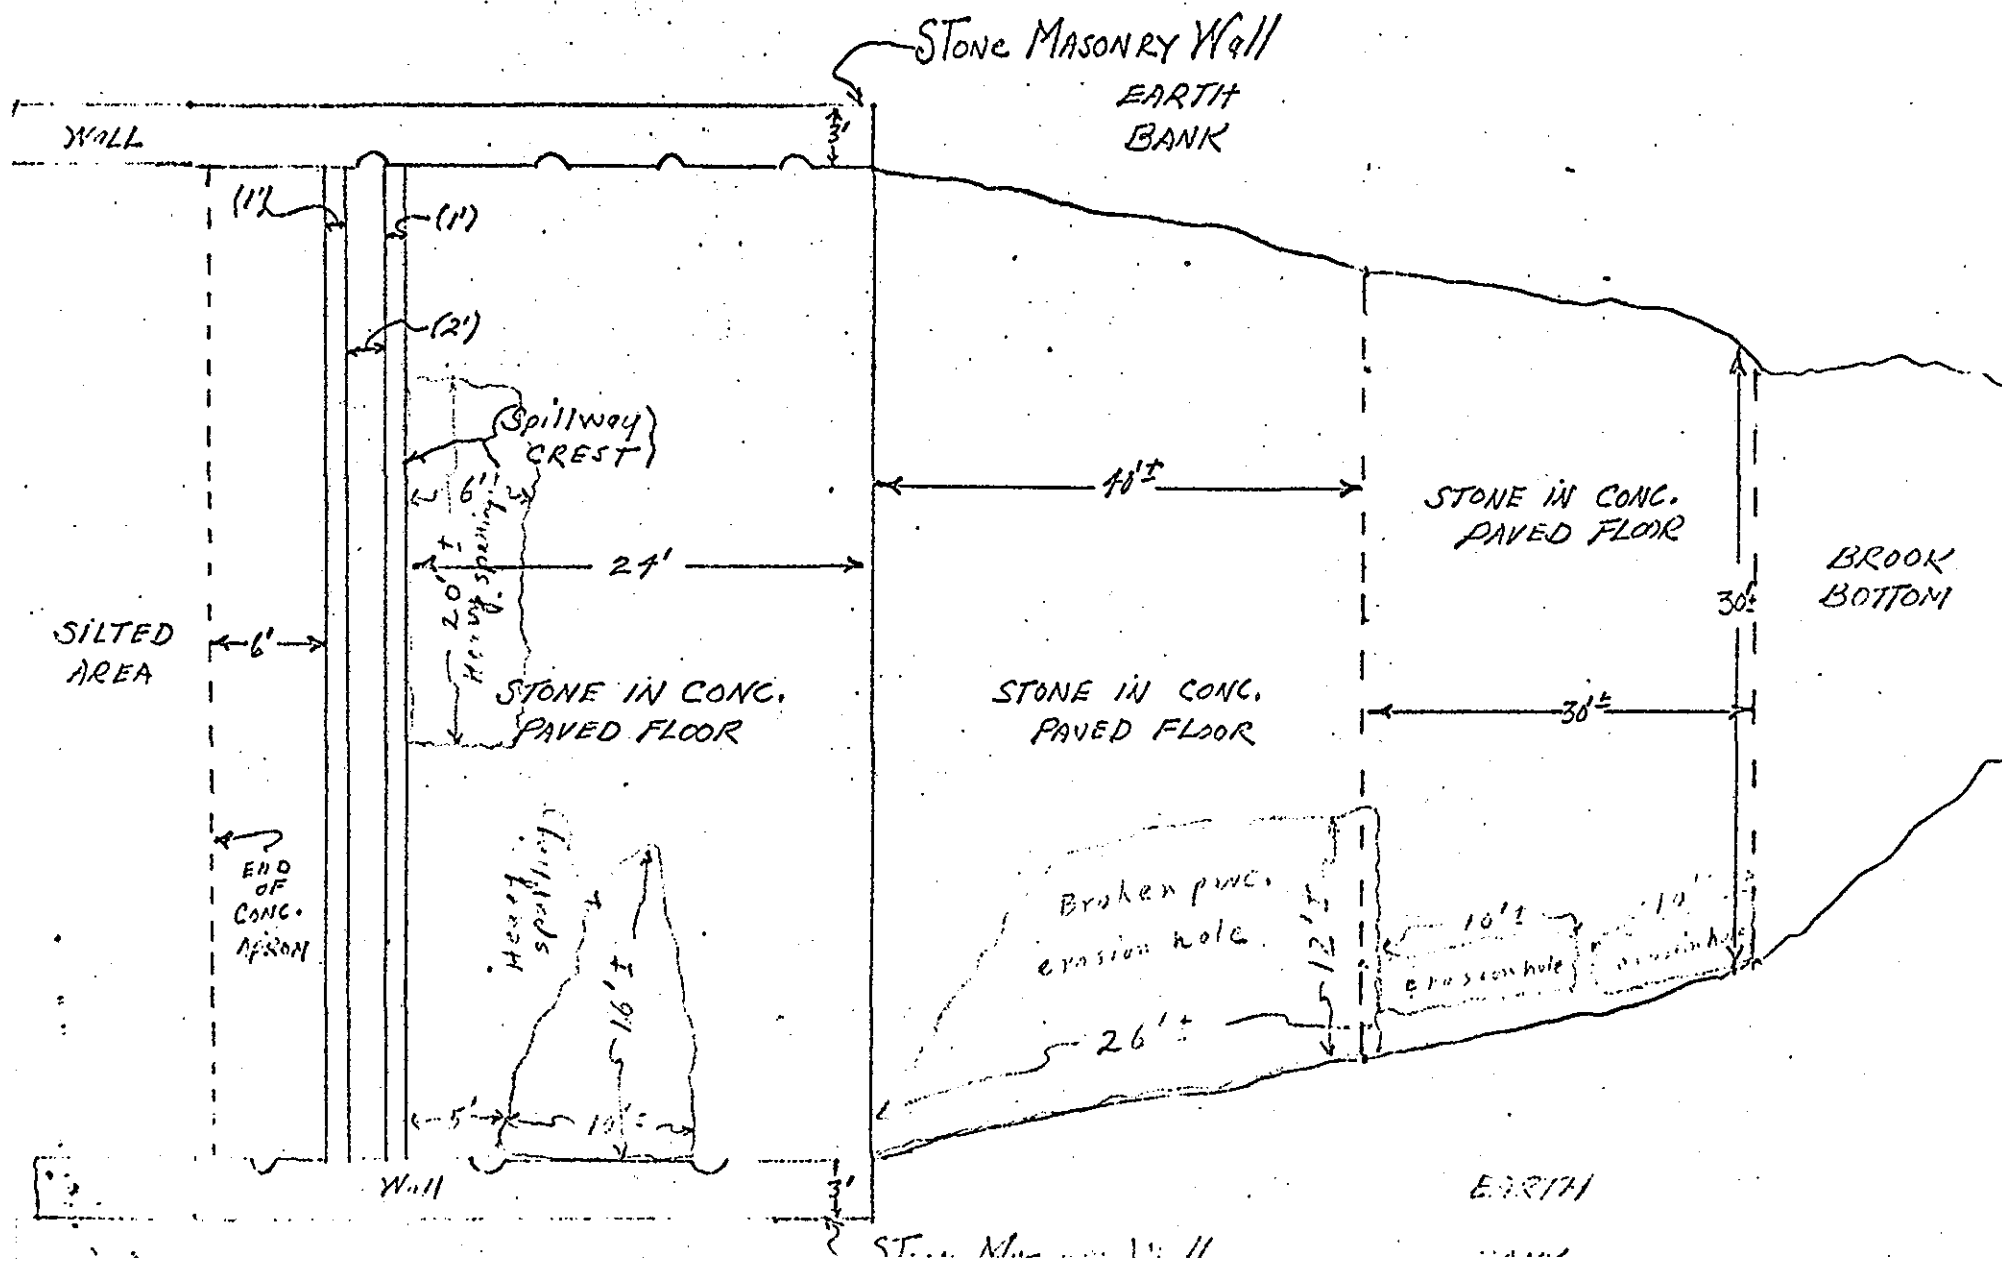 STONE MASONRY Wall
EARTH
BANK
WALL
3'
(1')
(1')
(2')
(Spillway
CREST)
6'
40'±
STONE IN CONC.
PAVED FLOOR
24'
20'±
Heavy spalling
BROOK
BOTTOM
30'±
SILTED
AREA
6'
STONE IN CONC.
PAVED FLOOR
STONE IN CONC.
PAVED FLOOR
30'±
END
OF
CONC.
APRON
Heavy
spalling
16'±
Broken
erosion hole
12'±
10'±
erosion hole
10'
erosion hole
26'±
5'
10'±
Wall
3'
EARTH